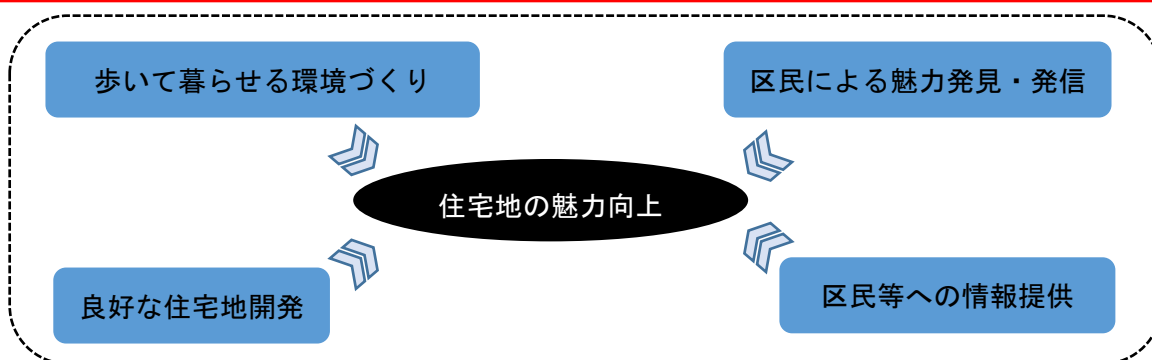 歩いて暮らせる環境づくり
区民による魅力発見・発信
住宅地の魅力向上
良好な住宅地開発
区民等への情報提供